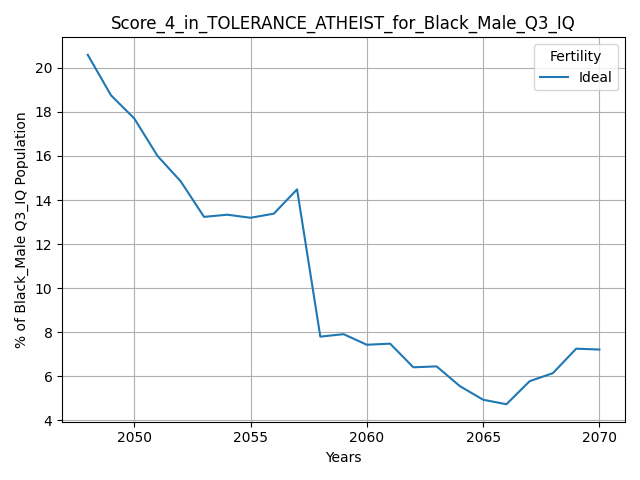 Score_4_in_TOLERANCE_ATHEIST_for_Black_Male_Q3_IQ
Fertility
Ideal
% of Black_Male Q3_IQ Population
20
18
16
14
12
10
8
6
4
2050 2055 2060 2065 2070
Years